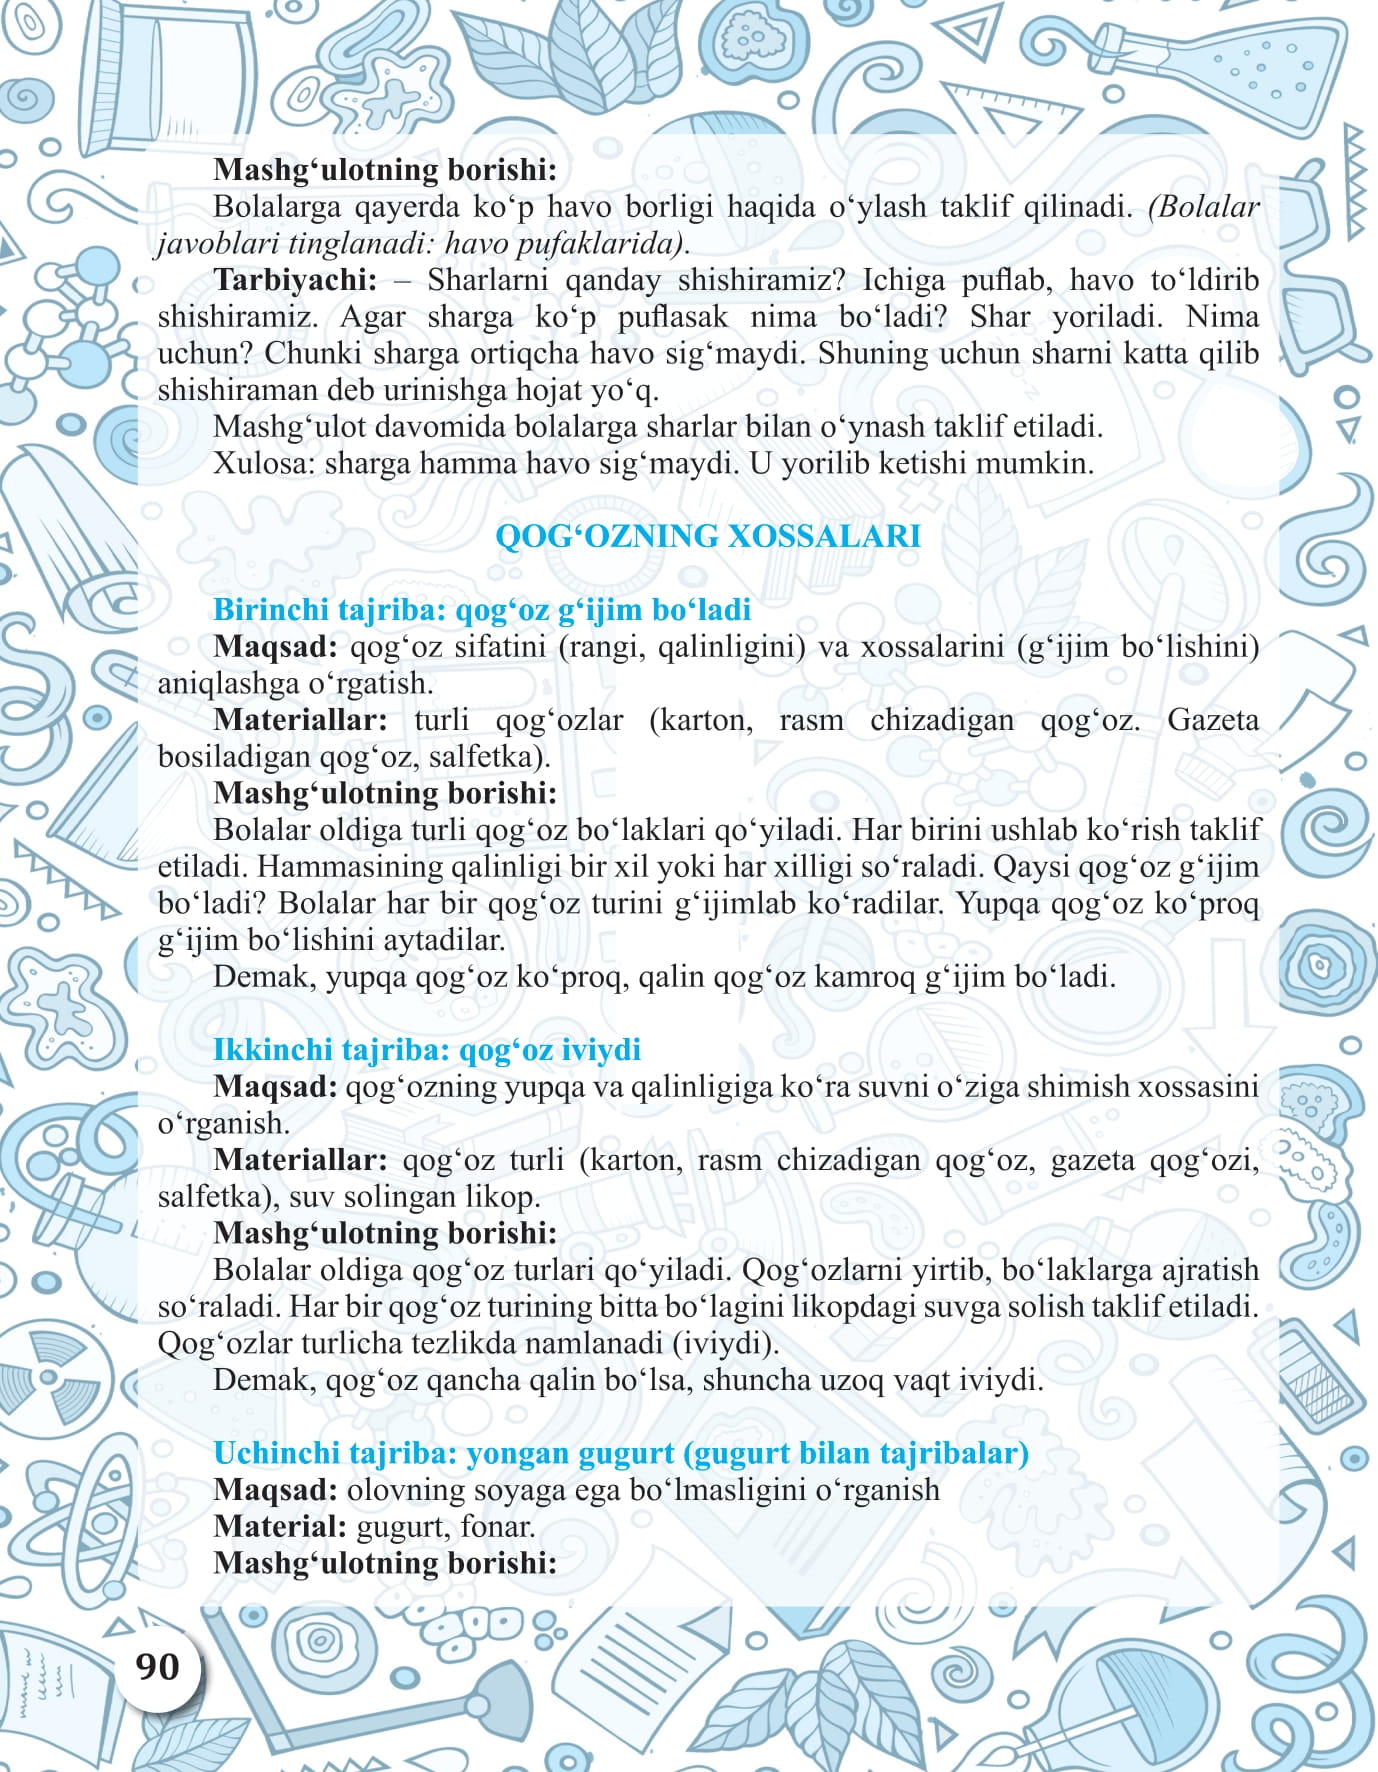 Mashg‘ulotning borishi:
Bolalarga qayerda ko‘p havo borligi haqida o‘ylash taklif qilinadi. (Bolalar
javoblari tinglanadi: havo pufaklarida).
Tarbiyachi: – Sharlarni qanday shishiramiz? Ichiga puflab, havo to‘ldirib
shishiramiz. Agar sharga ko‘p puflasak nima bo‘ladi? Shar yoriladi. Nima
uchun? Chunki sharga ortiqcha havo sig‘maydi. Shuning uchun sharni katta qilib
shishiraman deb urinishga hojat yo‘q.
Mashg‘ulot davomida bolalarga sharlar bilan o‘ynash taklif etiladi.
Xulosa: sharga hamma havo sig‘maydi. U yorilib ketishi mumkin.
QOG‘OZNING XOSSALARI
Birinchi tajriba: qog‘oz g‘ijim bo‘ladi
Maqsad: qog‘oz sifatini (rangi, qalinligini) va xossalarini (g‘ijim bo‘lishini)
aniqlashga o‘rgatish.
Materiallar: turli qog‘ozlar (karton, rasm chizadigan qog‘oz. Gazeta
bosiladigan qog‘oz, salfetka).
Mashg‘ulotning borishi:
Bolalar oldiga turli qog‘oz bo‘laklari qo‘yiladi. Har birini ushlab ko‘rish taklif
etiladi. Hammasining qalinligi bir xil yoki har xilligi so‘raladi. Qaysi qog‘oz g‘ijim
bo‘ladi? Bolalar har bir qog‘oz turini g‘ijimlab ko‘radilar. Yupqa qog‘oz ko‘proq
g‘ijim bo‘lishini aytadilar.
Demak, yupqa qog‘oz ko‘proq, qalin qog‘oz kamroq g‘ijim bo‘ladi.
Ikkinchi tajriba: qog‘oz iviydi
Maqsad: qog‘ozning yupqa va qalinligiga ko‘ra suvni o‘ziga shimish xossasini
o‘rganish.
Materiallar: qog‘oz turli (karton, rasm chizadigan qog‘oz, gazeta qog‘ozi,
salfetka), suv solingan likop.
Mashg‘ulotning borishi:
Bolalar oldiga qog‘oz turlari qo‘yiladi. Qog‘ozlarni yirtib, bo‘laklarga ajratish
so‘raladi. Har bir qog‘oz turining bitta bo‘lagini likopdagi suvga solish taklif etiladi.
Qog‘ozlar turlicha tezlikda namlanadi (iviydi).
Demak, qog‘oz qancha qalin bo‘lsa, shuncha uzoq vaqt iviydi.
Uchinchi tajriba: yongan gugurt (gugurt bilan tajribalar)
Maqsad: olovning soyaga ega bo‘lmasligini o‘rganish
Material: gugurt, fonar.
Mashg‘ulotning borishi:
90